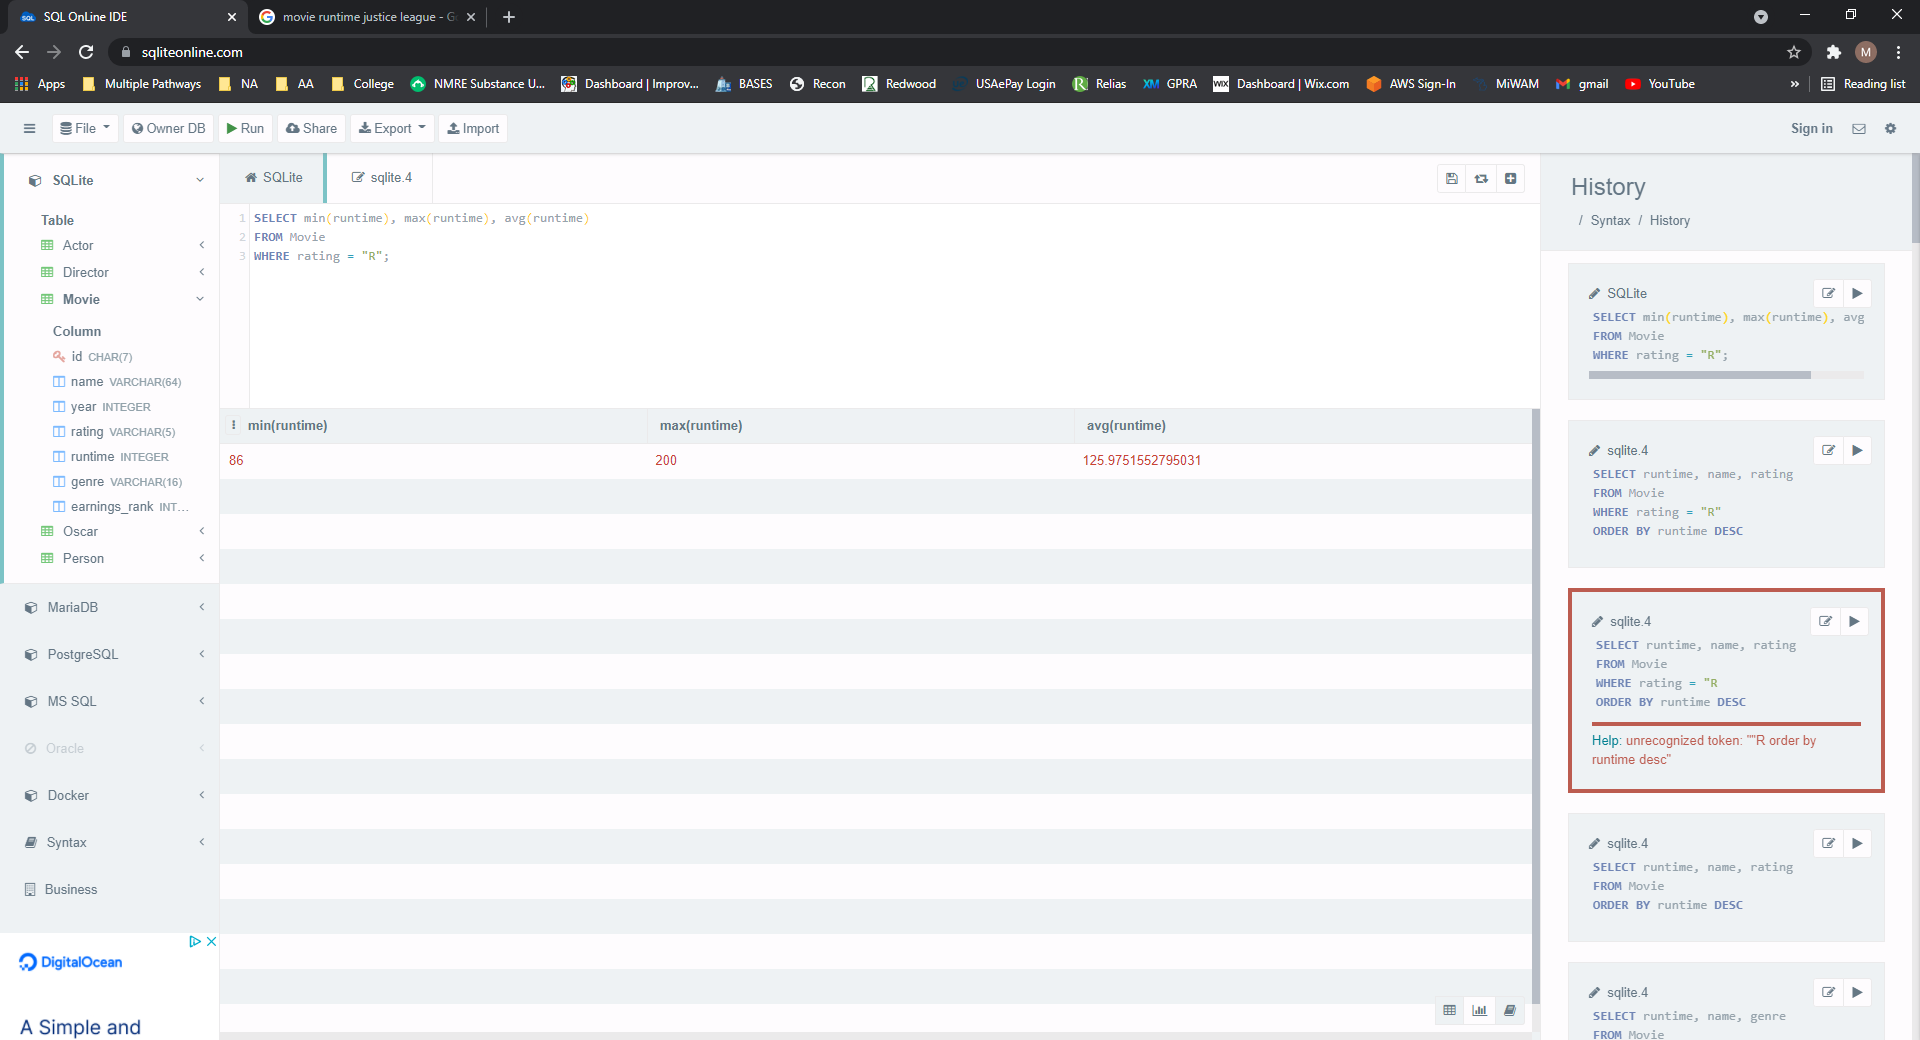 SQL OnLine IDE
movie runtime justice league - Go
sqliteonline.com
M
Apps
Multiple Pathways
NA
AA
College
NMRE Substance U...
Dashboard | Improv...
BASES
Recon
Redwood
USAePay Login
Relias
XM GPRA
WIX Dashboard | Wix.com
AWS Sign-In
MiWAM
gmail
YouTube
»
Reading list
File
Owner DB
Run
Share
Export
Import
Sign in
SQLite
Table
Actor
Director
Movie
Column
id CHAR(7)
name VARCHAR(64)
year INTEGER
rating VARCHAR(5)
runtime INTEGER
genre VARCHAR(16)
earnings_rank INT...
Oscar
Person
MariaDB
PostgreSQL
MS SQL
Oracle
Docker
Syntax
Business
DigitalOcean
A Simple and
SQLite
sqlite.4
1 SELECT min(runtime), max(runtime), avg(runtime)
2 FROM Movie
3 WHERE rating = "R";
min(runtime) max(runtime) avg(runtime)
86 200 125.9751552795031
History
/ Syntax / History
SQLite
SELECT min(runtime), max(runtime), avg
FROM Movie
WHERE rating = "R";
sqlite.4
SELECT runtime, name, rating
FROM Movie
WHERE rating = "R"
ORDER BY runtime DESC
sqlite.4
SELECT runtime, name, rating
FROM Movie
WHERE rating = "R
ORDER BY runtime DESC
Help: unrecognized token: ""R order by
runtime desc"
sqlite.4
SELECT runtime, name, rating
FROM Movie
ORDER BY runtime DESC
sqlite.4
SELECT runtime, name, genre
FROM Movie